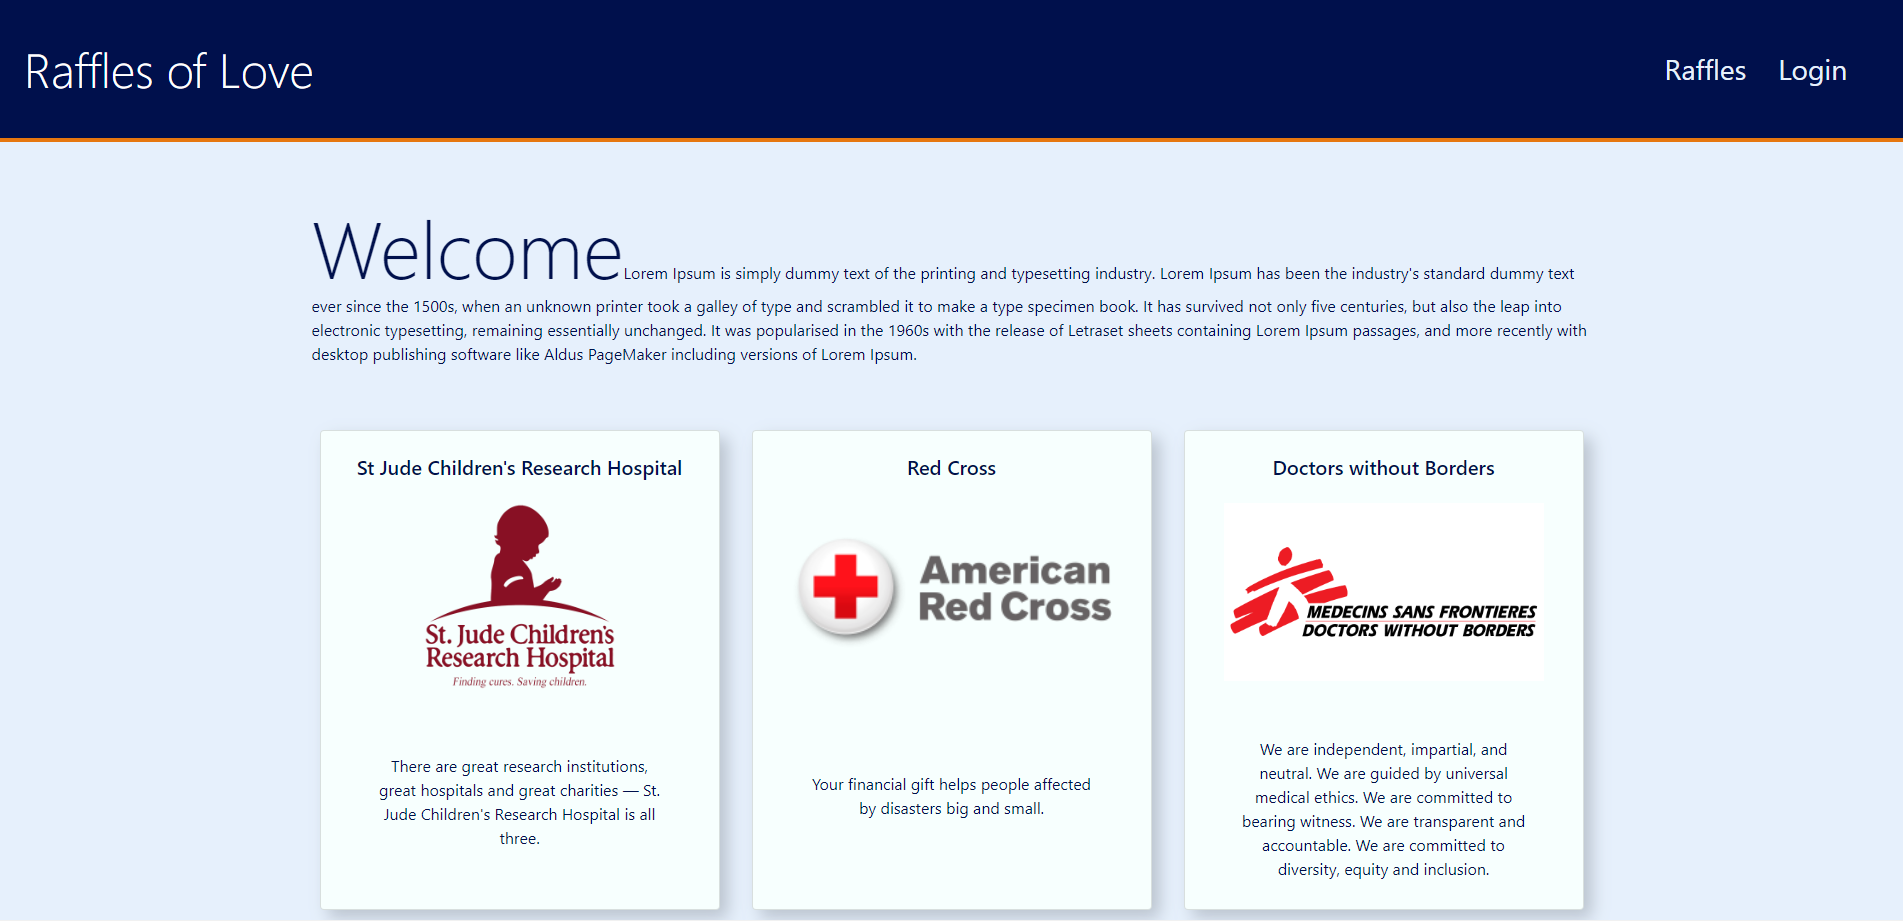 Raffles of Love
Raffles
Login
Welcome Lorem Ipsum is simply dummy text of the printing and typesetting industry. Lorem Ipsum has been the industry's standard dummy text
ever since the 1500s, when an unknown printer took a galley of type and scrambled it to make a type specimen book. It has survived not only five centuries, but also the leap into
electronic typesetting, remaining essentially unchanged. It was popularised in the 1960s with the release of Letraset sheets containing Lorem Ipsum passages, and more recently with
desktop publishing software like Aldus PageMaker including versions of Lorem Ipsum.
St Jude Children's Research Hospital
St. Jude Children's
Research Hospital
Finding cures. Saving children.
There are great research institutions,
great hospitals and great charities — St.
Jude Children's Research Hospital is all
three.
Red Cross
American
Red Cross
Your financial gift helps people affected
by disasters big and small.
Doctors without Borders
MEDECINS SANS FRONTIERES
DOCTORS WITHOUT BORDERS
We are independent, impartial, and
neutral. We are guided by universal
medical ethics. We are committed to
bearing witness. We are transparent and
accountable. We are committed to
diversity, equity and inclusion.